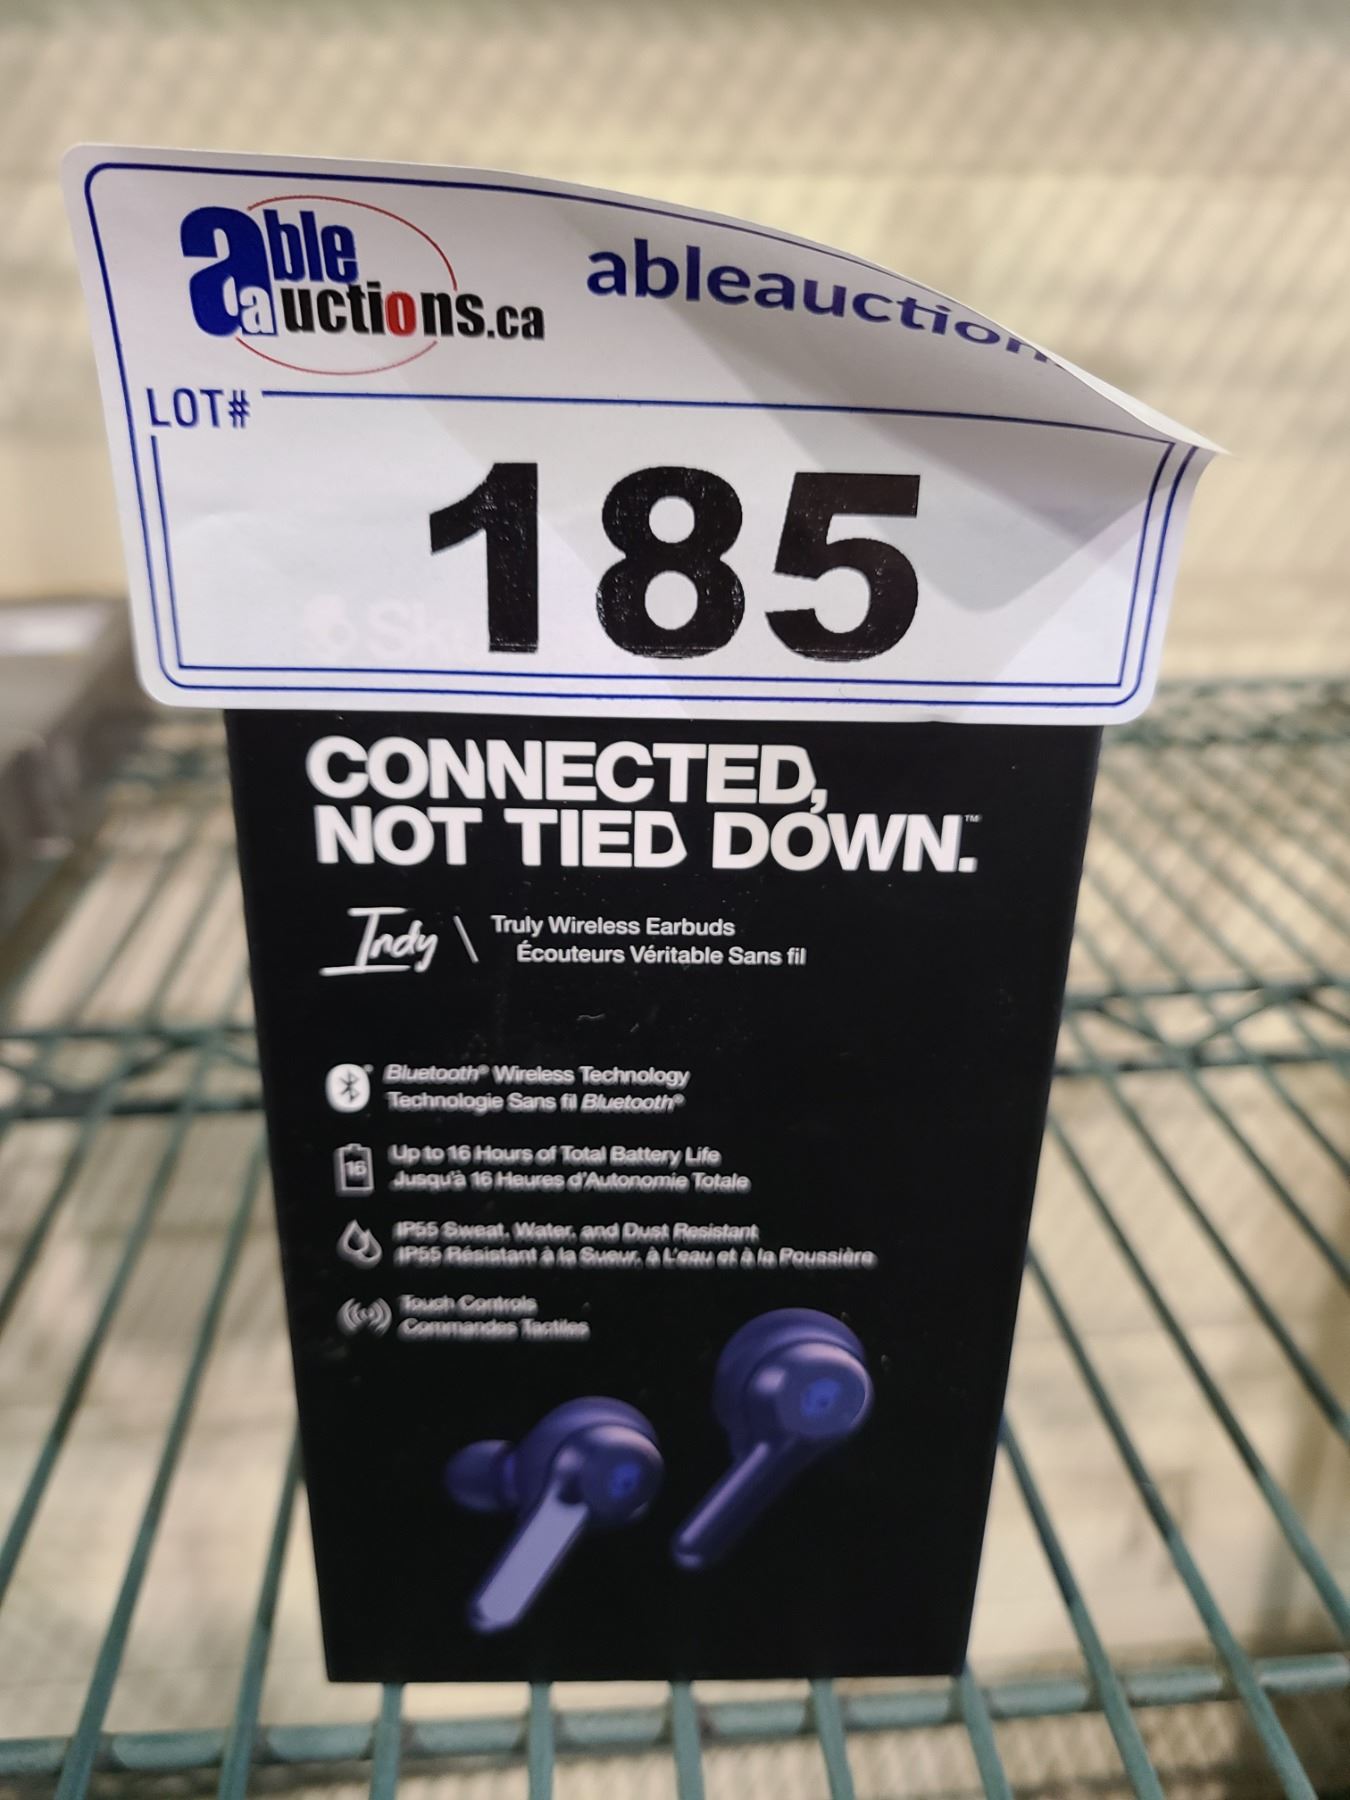 able
auctions.ca
ableauction
LOT#
185
CONNECTED,
NOT TIED DOWN.™
Indy \ Truly Wireless Earbuds
Écouteurs Véritable Sans fil
Bluetooth® Wireless Technology
Technologie Sans fil Bluetooth®
16
Up to 16 Hours of Total Battery Life
Jusqu'à 16 Heures d'Autonomie Totale
IP55 Sweat, Water, and Dust Resistant
IP55 Résistant à la Sueur, à L'eau et à la Poussière
Touch Controls
Commandes Tactiles